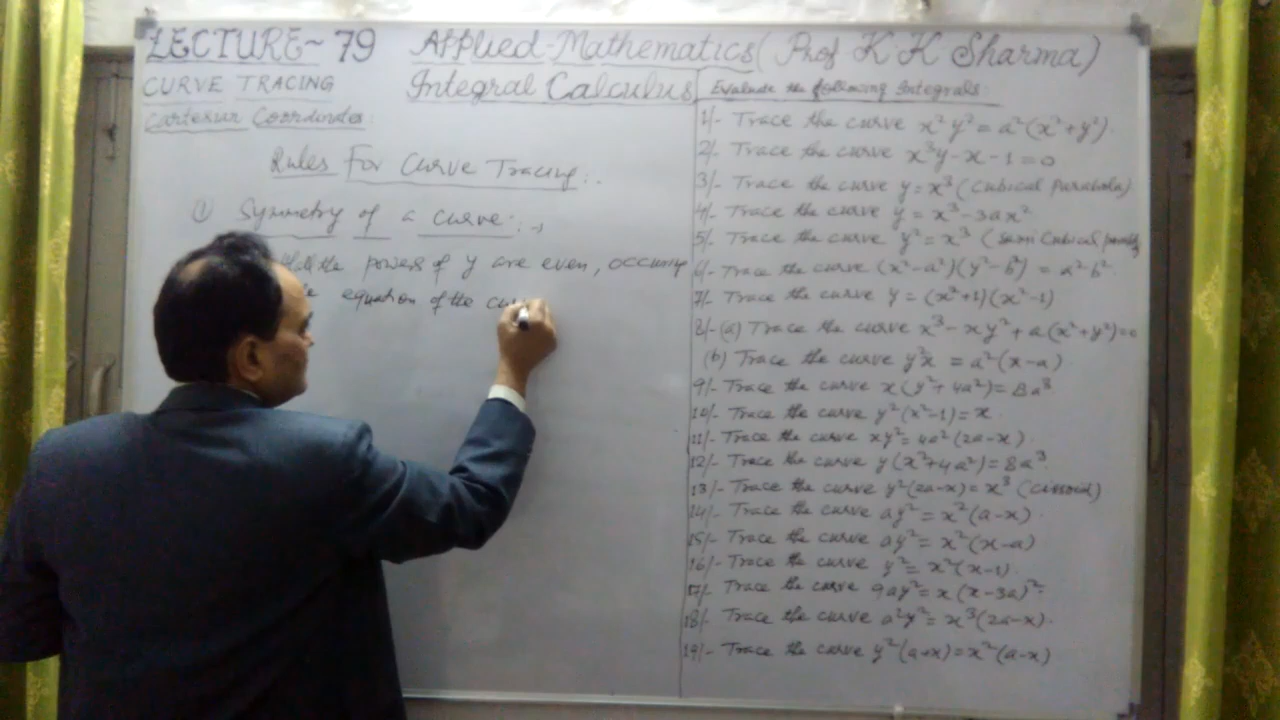 LECTURE~79 Applied-Mathematics (Prof K.K Sharma)
CURVE TRACING Integral Calculus
Cartesian Coordinates:
Rules For Curve Tracing:.
① Symmetry of a curve:→
all the powers of y are even, occuring
equation of the cu
Evaluate the following Integrals:
1/- Trace the curve x²y² = a²(x²+y²).
2/- Trace the curve x³y-x-1=0
3/- Trace the curve y=x³ (Cubical Parabola)
4/- Trace the curve y = x³-3ax²
5/- Trace the curve y² = x³ (Semi Cubical
6/- Trace the curve (x²-a²)(y²-b²) = a²b².
7/- Trace the curve y = (x²+1)(x²-1)
8/-(a) Trace the curve x³-xy²+a(x²+y²)=0
(b) Trace the curve y²x = a²(x-a)
9/- Trace the curve x(y²+4a²)=8a³
10/- Trace the curve y²(x²-1)=x.
11/- Trace the curve xy²=4a²(2a-x).
12/- Trace the curve y(x²+4a²)=8a³.
13/- Trace the curve y²(2a-x)=x³ (Cissoid)
14/- Trace the curve ay²=x²(a-x).
15/- Trace the curve ay²=x²(x-a)
16/- Trace the curve y²=x²(x-1).
17/- Trace the curve 9ay²=x(x-3a)².
18/- Trace the curve a²y²=x³(2a-x).
19/- Trace the curve y²(a+x)=x²(a-x)